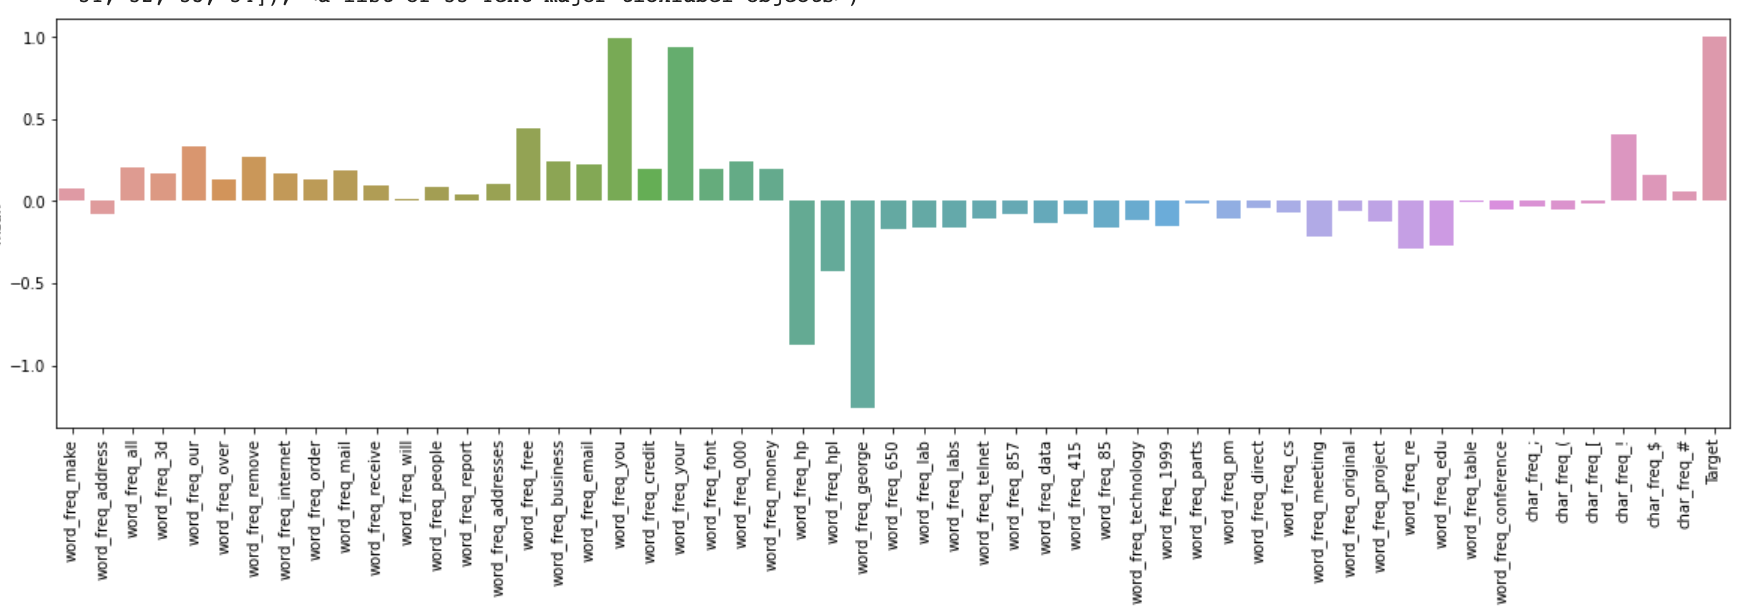 1.0
0.5
0.0
−0.5
−1.0
word_freq_make
word_freq_address
word_freq_all
word_freq_3d
word_freq_our
word_freq_over
word_freq_remove
word_freq_internet
word_freq_order
word_freq_mail
word_freq_receive
word_freq_will
word_freq_people
word_freq_report
word_freq_addresses
word_freq_free
word_freq_business
word_freq_email
word_freq_you
word_freq_credit
word_freq_your
word_freq_font
word_freq_000
word_freq_money
word_freq_hp
word_freq_hpl
word_freq_george
word_freq_650
word_freq_lab
word_freq_labs
word_freq_telnet
word_freq_857
word_freq_data
word_freq_415
word_freq_85
word_freq_technology
word_freq_1999
word_freq_parts
word_freq_pm
word_freq_direct
word_freq_cs
word_freq_meeting
word_freq_original
word_freq_project
word_freq_re
word_freq_edu
word_freq_table
word_freq_conference
char_freq_;
char_freq_(
char_freq_[
char_freq_!
char_freq_$
char_freq_#
Target